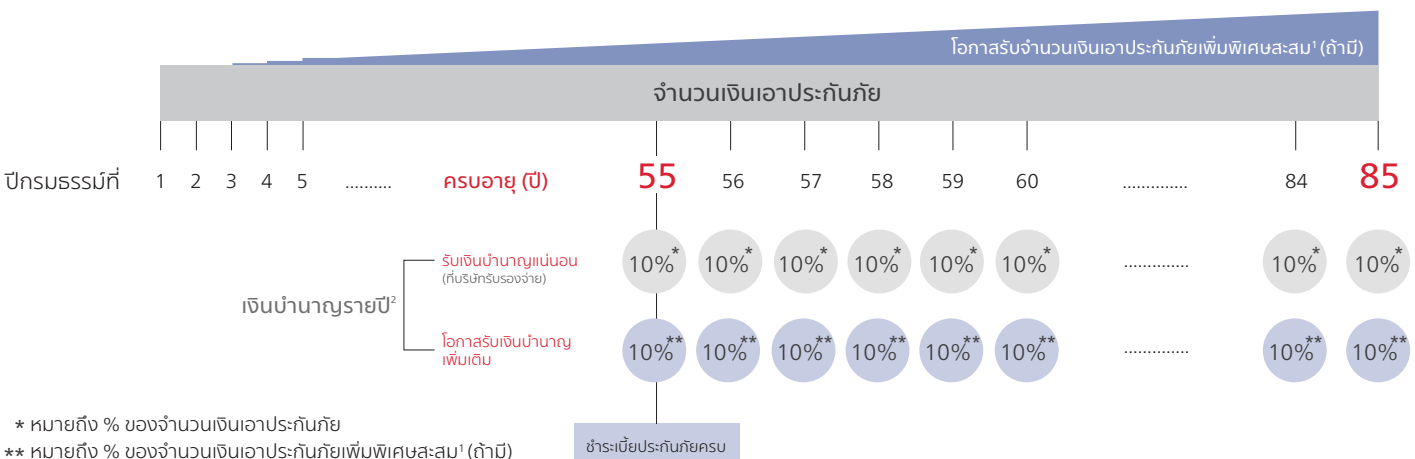 โอกาสรับจำนวนเงินเอาประกันภัยเพิ่มพิเศษสะสม¹ (ถ้ามี)
จำนวนเงินเอาประกันภัย
ปีกรมธรรม์ที่ 1 2 3 4 5 .......... ครบอายุ (ปี) 55 56 57 58 59 60 .............. 84 85
รับเงินบำนาญแน่นอน
(ที่บริษัทรับรองจ่าย)
10%* 10%* 10%* 10%* 10%* 10%* .............. 10%* 10%*
เงินบำนาญรายปี²
โอกาสรับเงินบำนาญ
เพิ่มเติม
10%** 10%** 10%** 10%** 10%** 10%** .............. 10%** 10%**
* หมายถึง % ของจำนวนเงินเอาประกันภัย
** หมายถึง % ของจำนวนเงินเอาประกันภัยเพิ่มพิเศษสะสม¹ (ถ้ามี)
ชำระเบี้ยประกันภัยครบ